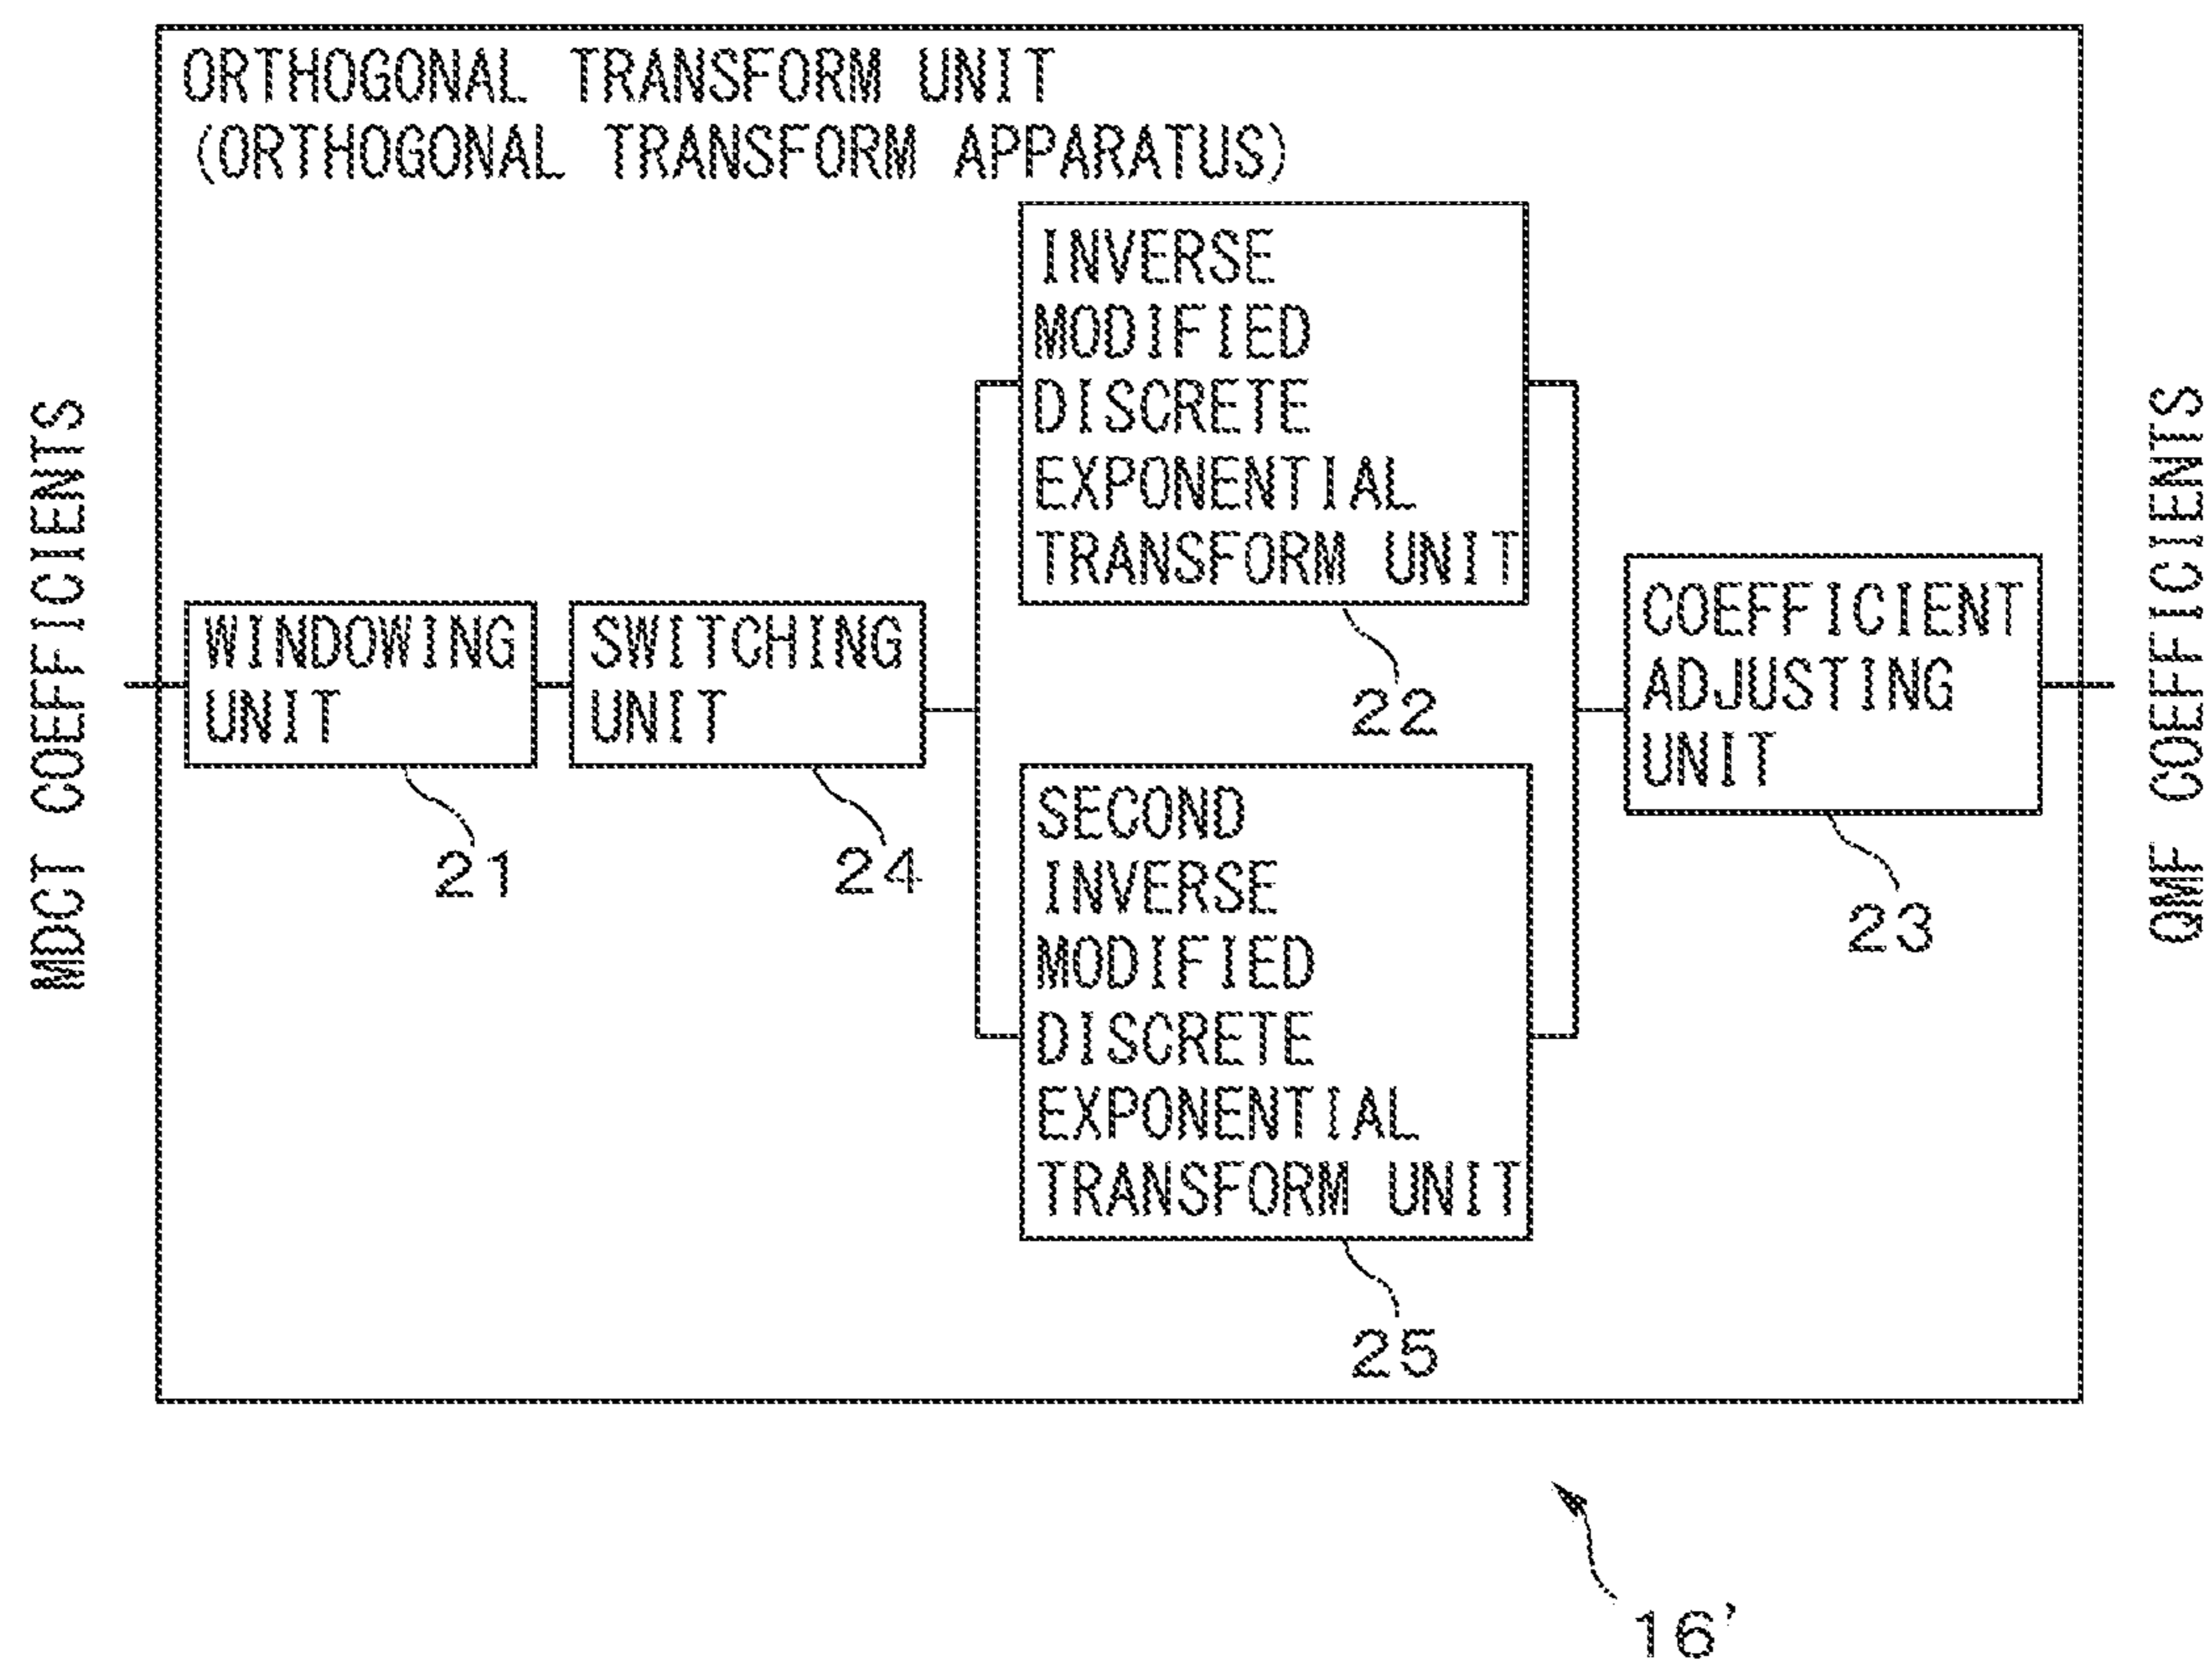 ORTHOGONAL TRANSFORM UNIT
(ORTHOGONAL TRANSFORM APPARATUS)
MDCT COEFFICIENTS
WINDOWING
UNIT
21
SWITCHING
UNIT
24
INVERSE
MODIFIED
DISCRETE
EXPONENTIAL
TRANSFORM UNIT
22
SECOND
INVERSE
MODIFIED
DISCRETE
EXPONENTIAL
TRANSFORM UNIT
25
COEFFICIENT
ADJUSTING
UNIT
23
QMF COEFFICIENTS
16'